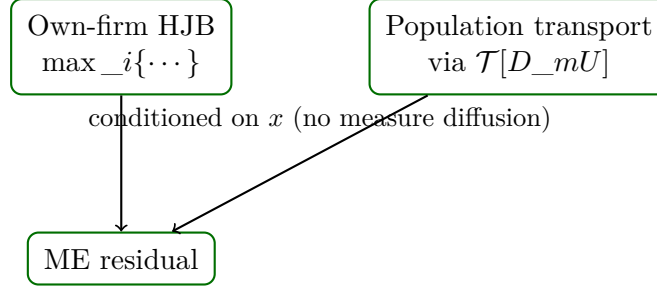 Own-firm HJB
max _i{⋯}
Population transport
via 𝒯[D_mU]
conditioned on x (no measure diffusion)
ME residual